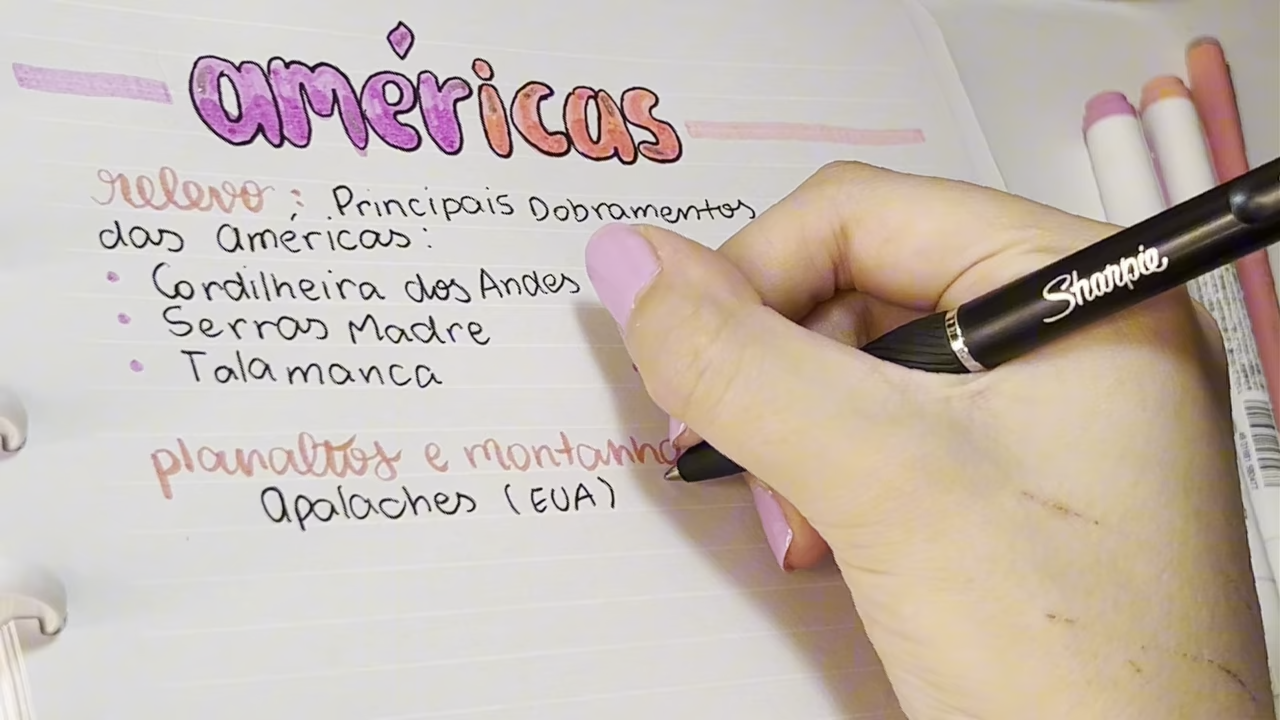 américas
relevo: Principais Dobramentos
das américas:
• Cordilheira dos Andes
• Serras Madre
• Talamanca
planaltos e montanha
Apalaches (EUA)
Sharpie